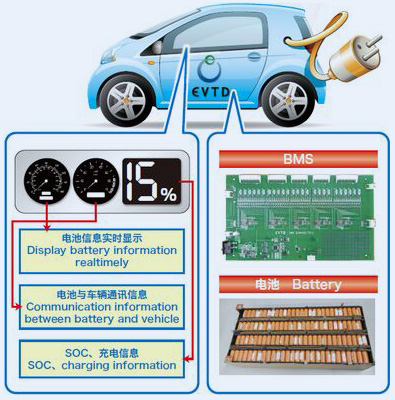 EVTD
15%
电池信息实时显示
Display battery information
realtimely
电池与车辆通讯信息
Communication information
between battery and vehicle
SOC、充电信息
SOC、charging information
BMS
EVTD
电池 Battery